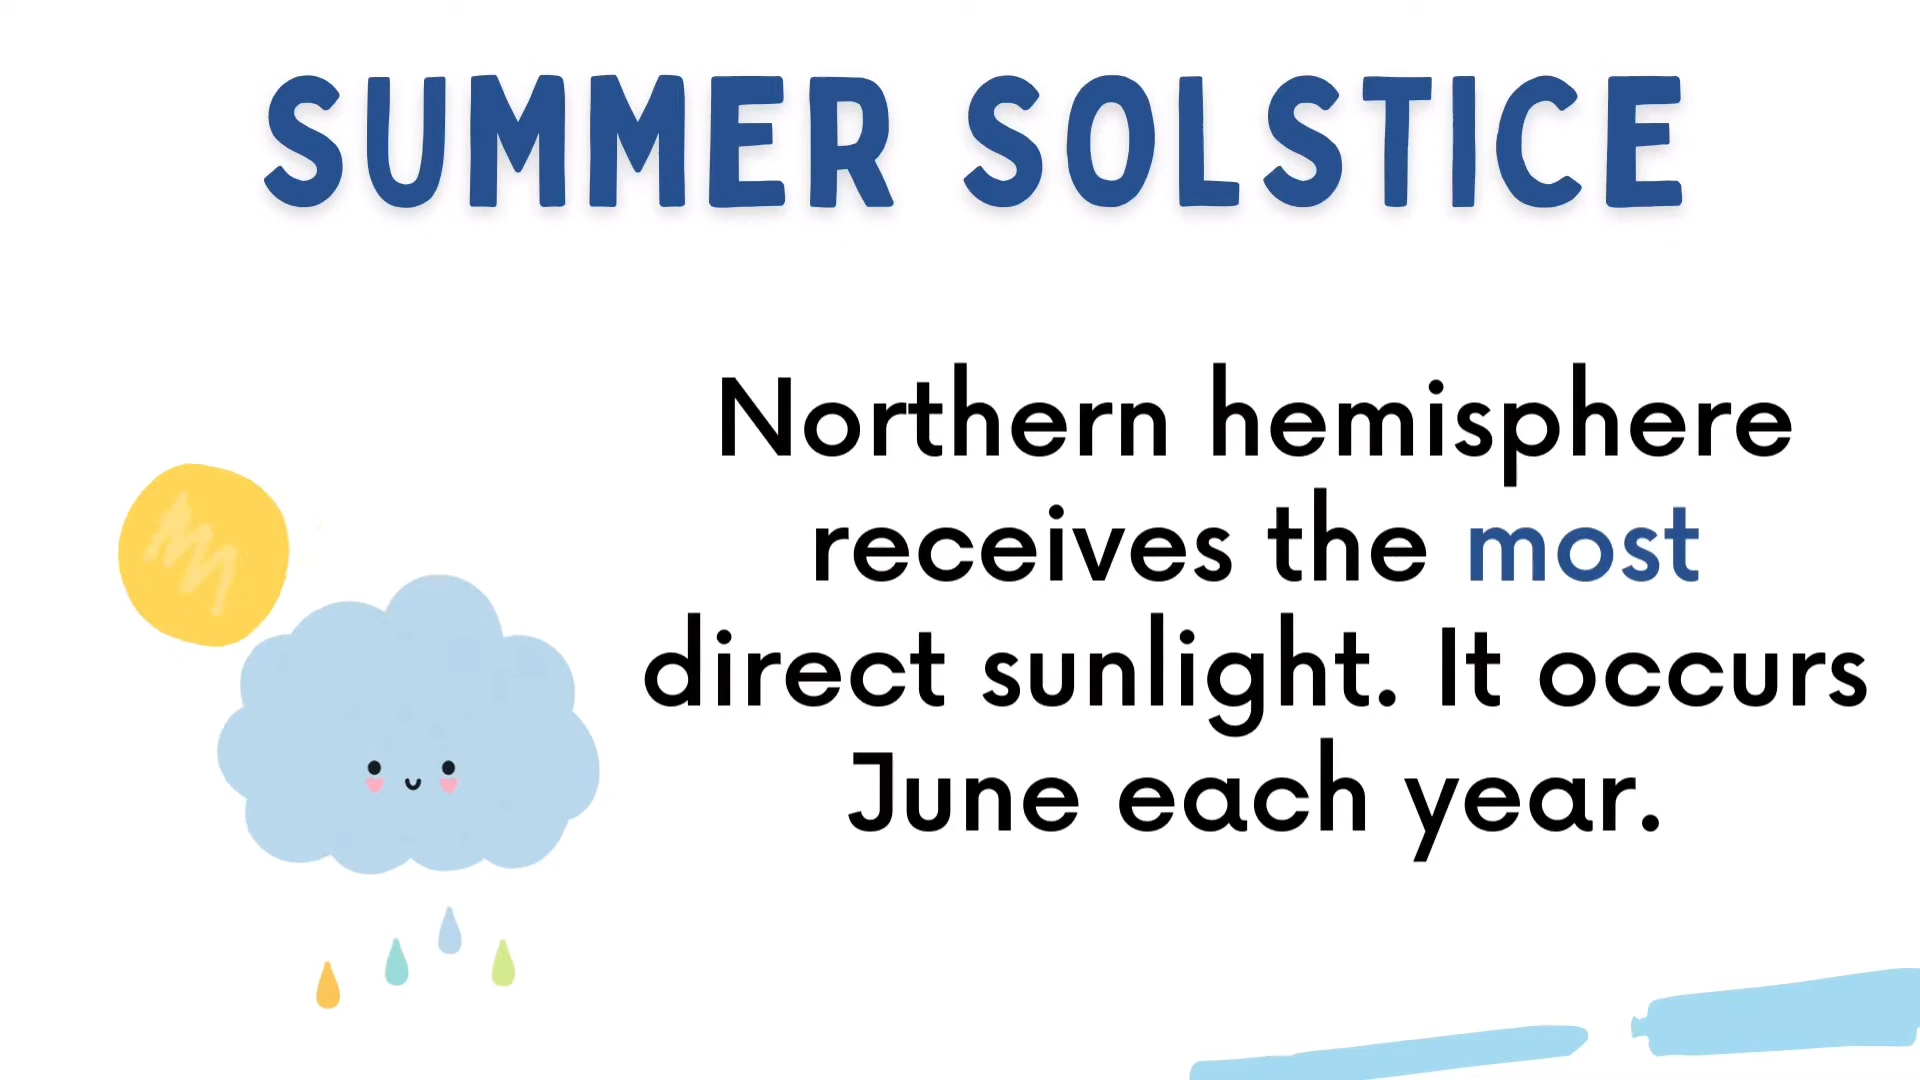 SUMMER SOLSTICE
Northern hemisphere
receives the most
direct sunlight. It occurs
June each year.